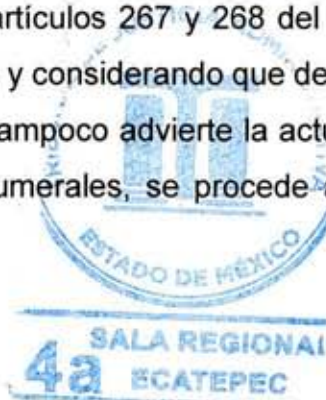 artículos 267 y 268 del
y considerando que de
ampoco advierte la actu
umerales, se procede
ESTADO DE MÉXICO
SALA REGIONAL
4a ECATEPEC